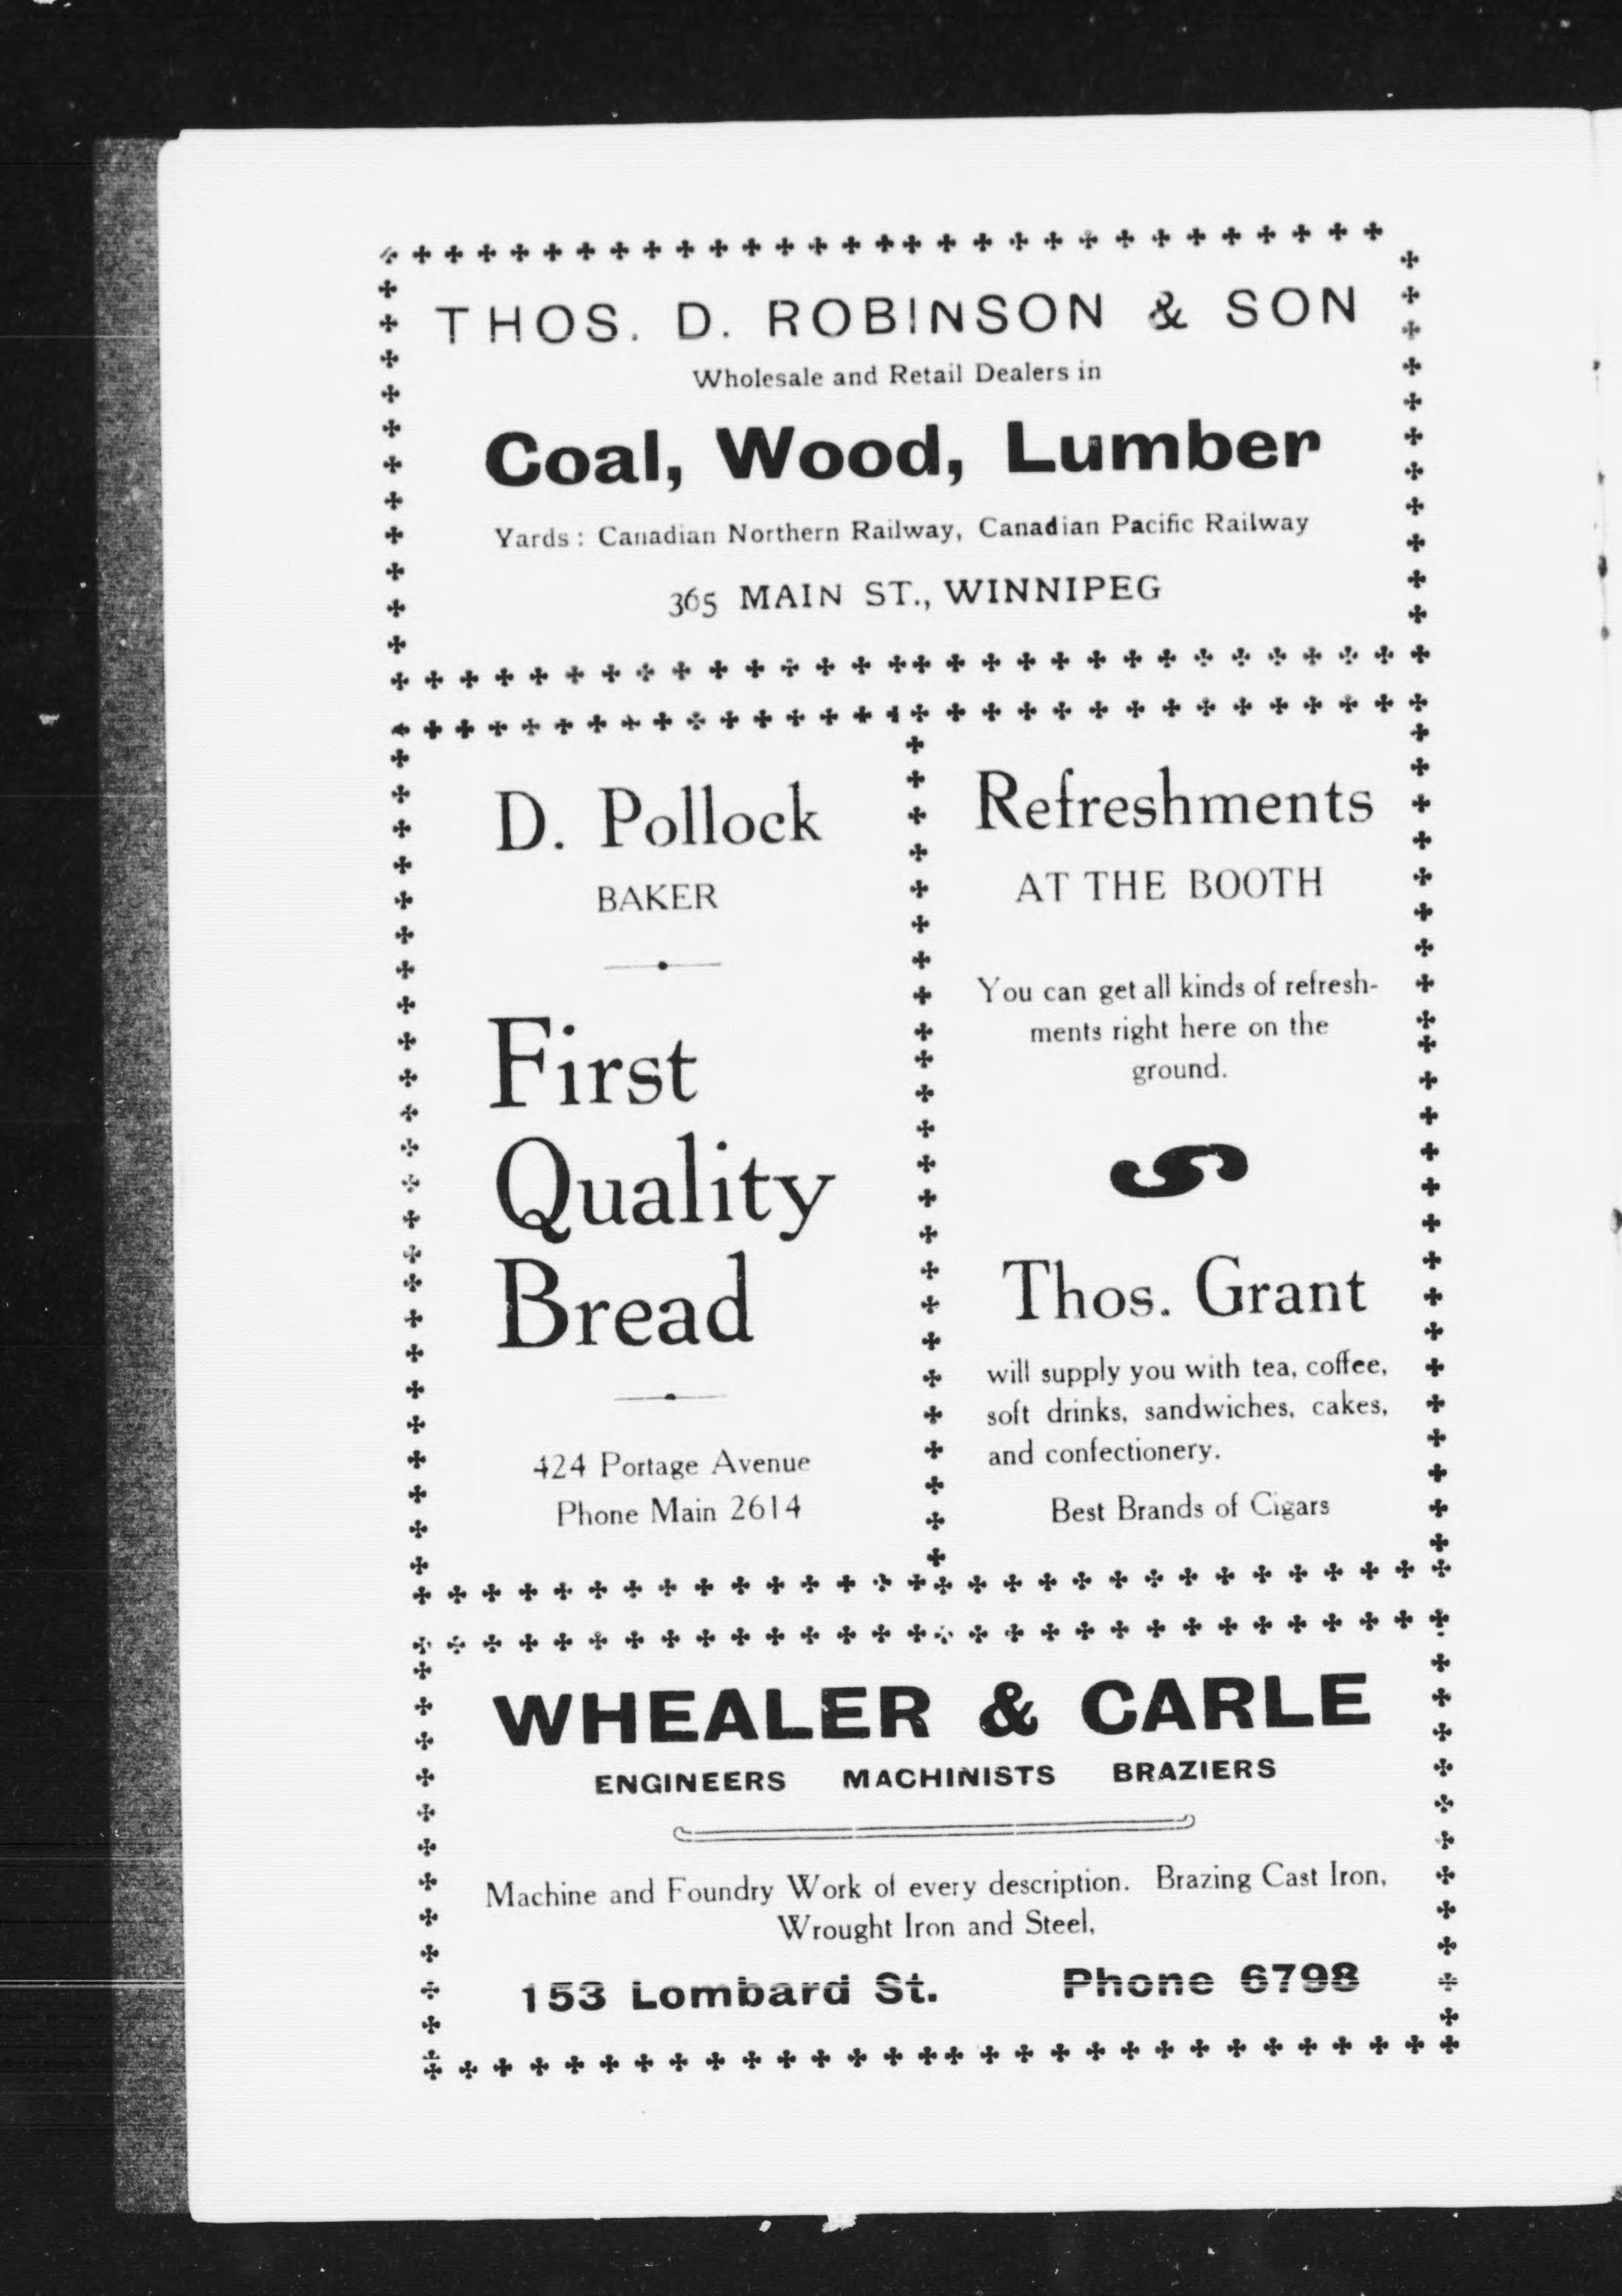 THOS. D. ROBINSON & SON
Wholesale and Retail Dealers in
Coal, Wood, Lumber
Yards : Canadian Northern Railway, Canadian Pacific Railway
365 MAIN ST., WINNIPEG
D. Pollock
BAKER
First
Quality
Bread
424 Portage Avenue
Phone Main 2614
Refreshments
AT THE BOOTH
You can get all kinds of refresh-
ments right here on the
ground.
Thos. Grant
will supply you with tea, coffee,
soft drinks, sandwiches, cakes,
and confectionery.
Best Brands of Cigars
WHEALER & CARLE
ENGINEERS MACHINISTS BRAZIERS
Machine and Foundry Work of every description. Brazing Cast Iron,
Wrought Iron and Steel,
153 Lombard St. Phone 6798